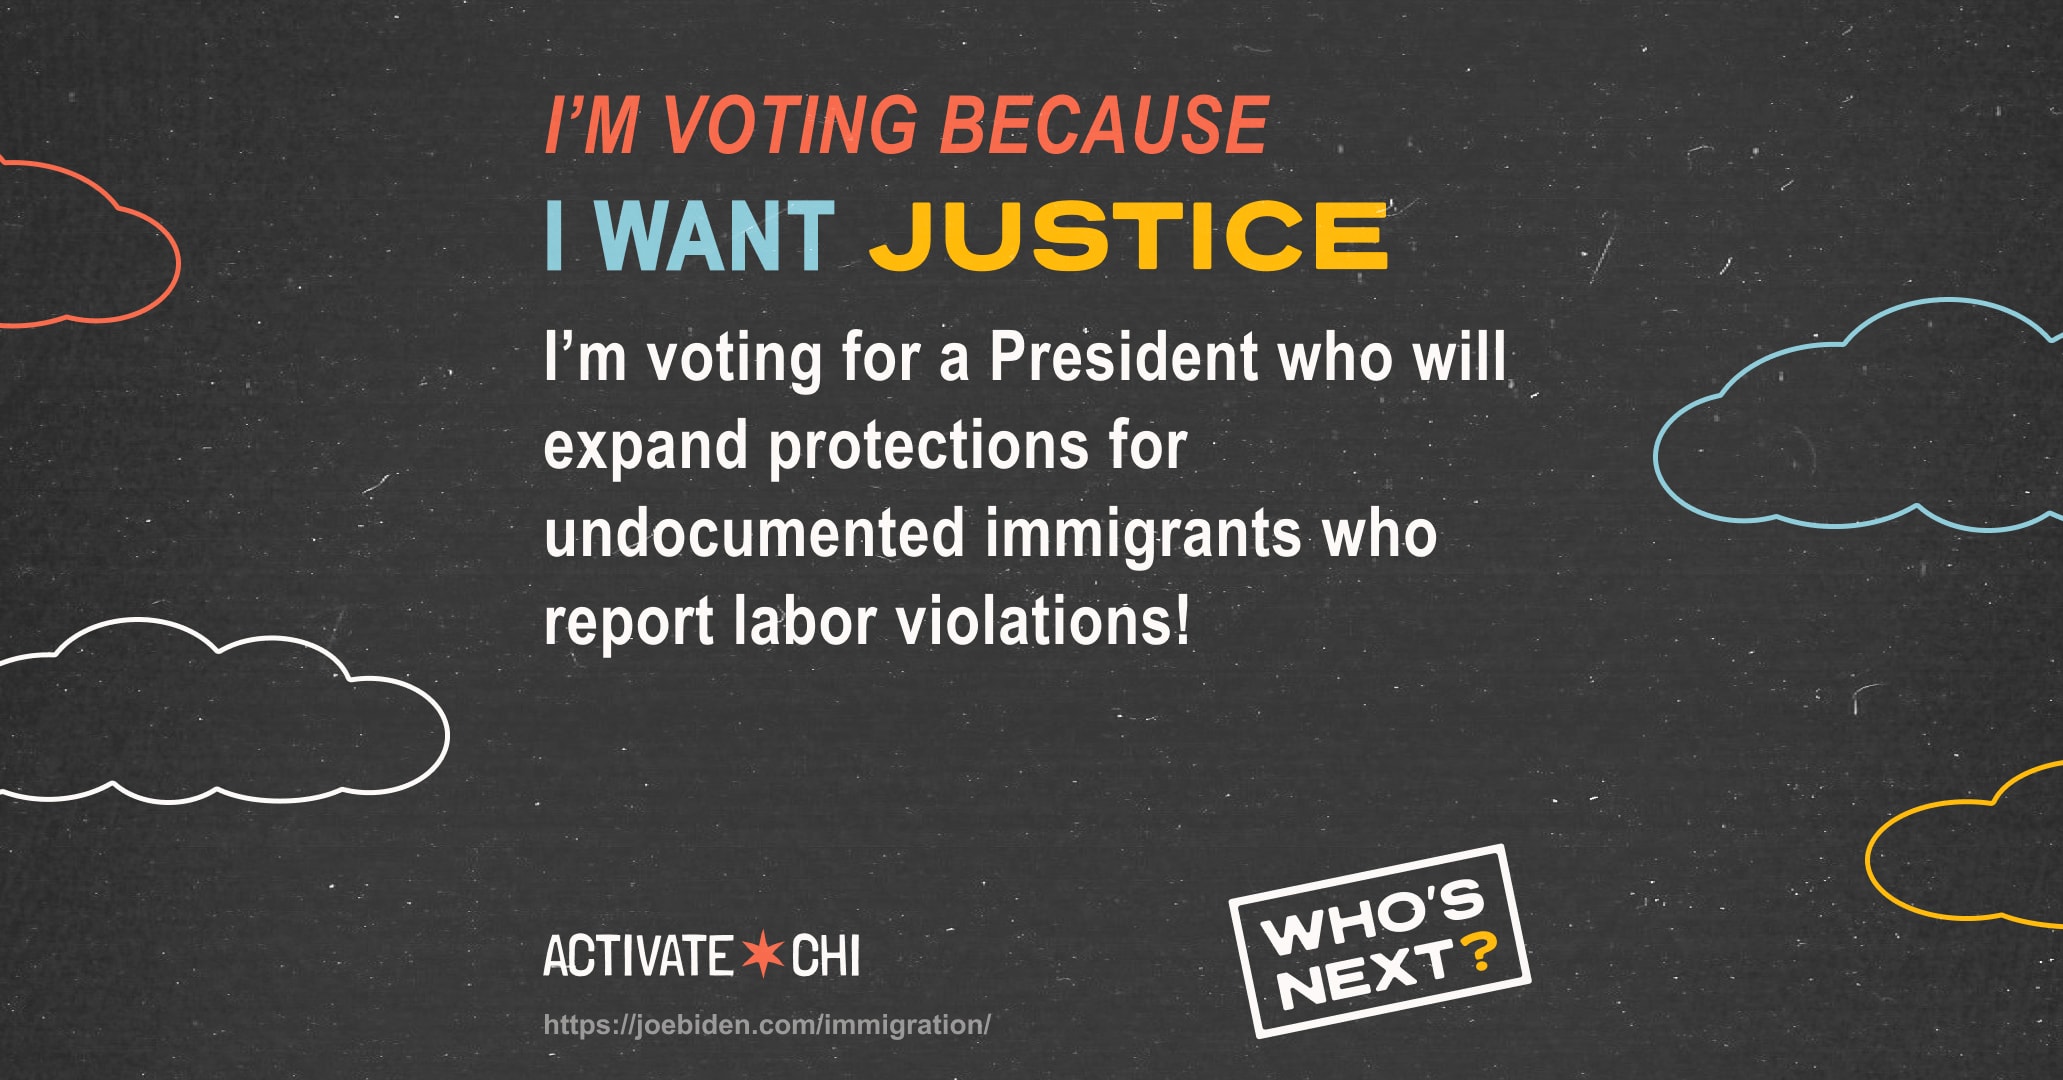 I’M VOTING BECAUSE
I WANT JUSTICE
I’m voting for a President who will
expand protections for
undocumented immigrants who
report labor violations!
ACTIVATE CHI
https://joebiden.com/immigration/
WHO'S
NEXT?